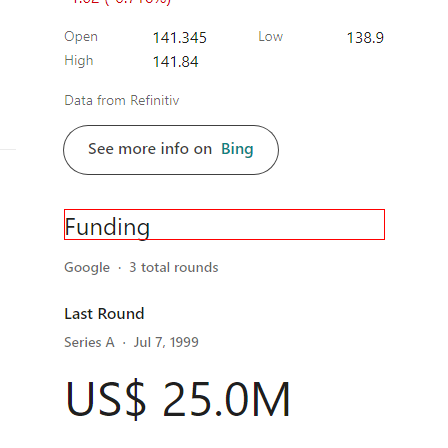 Open 141.345 Low 138.9
High 141.84
Data from Refinitiv
See more info on Bing
Funding
Google · 3 total rounds
Last Round
Series A · Jul 7, 1999
US$ 25.0M